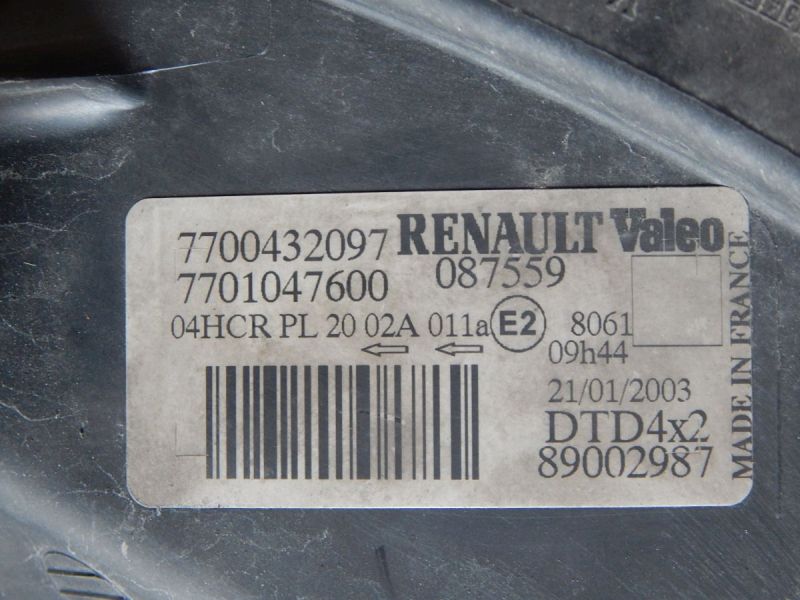 7700432097 RENAULT Valeo
7701047600 087559
04HCR PL 20 02A 011a E2 8061
09h44
21/01/2003
DTD4x2
89002987
MADE IN FRANCE